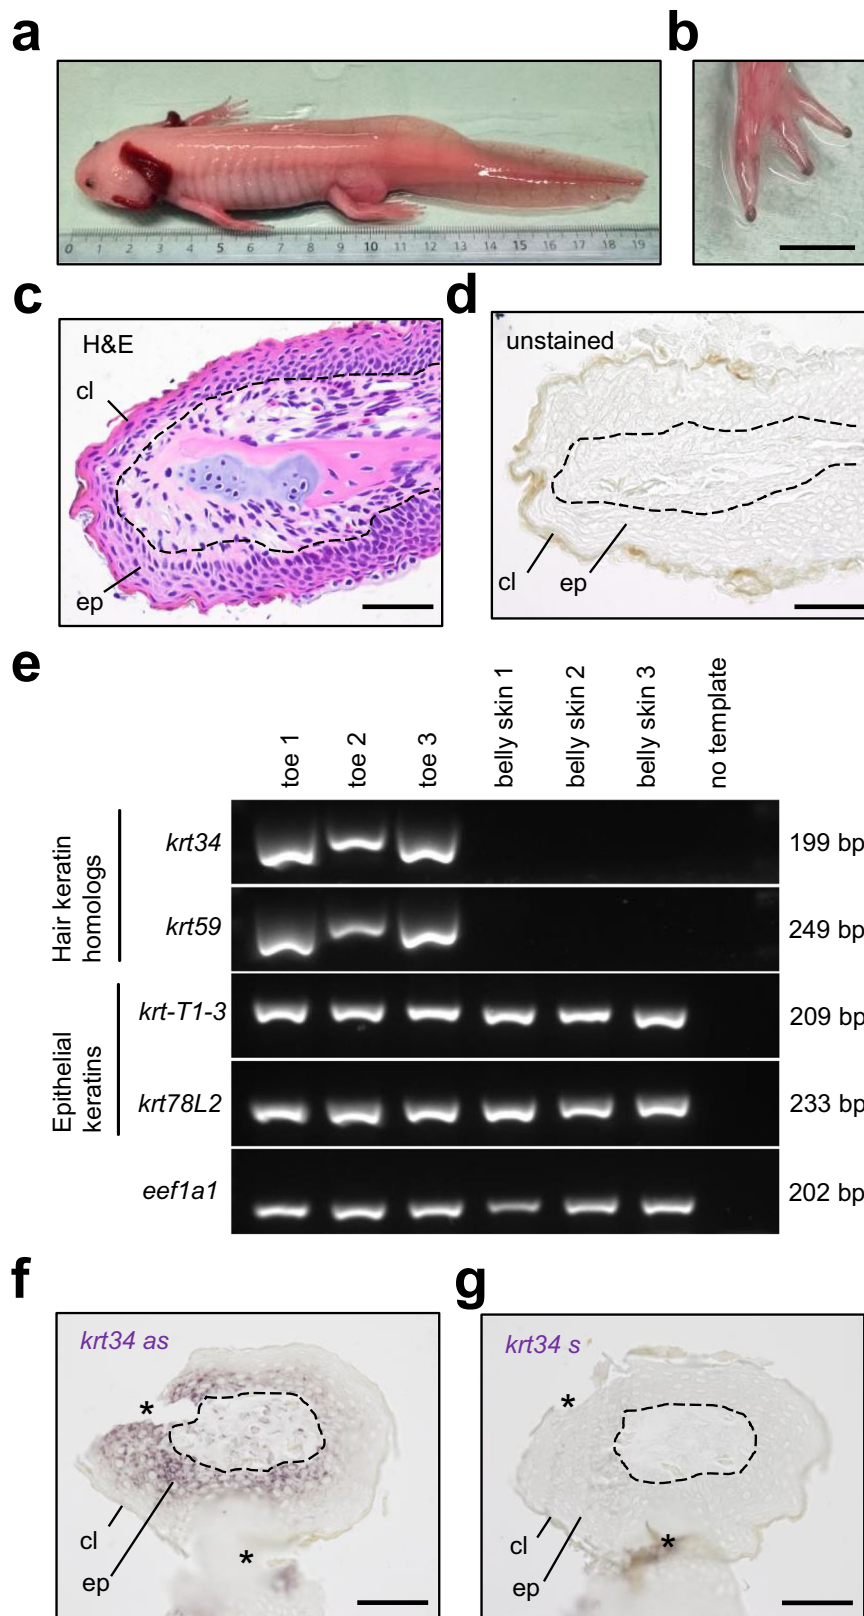 a
b
0 1 2 3 4 5 6 7 8 9 10 11 12 13 14 15 16 17 18 19
c
d
H&E
cl
ep
unstained
cl
ep
e
toe 1
toe 2
toe 3
belly skin 1
belly skin 2
belly skin 3
no template
Hair keratin
homologs
krt34
199 bp
krt59
249 bp
Epithelial
keratins
krt-T1-3
209 bp
krt78L2
233 bp
eef1a1
202 bp
f
g
krt34 as
*
cl
ep
*
krt34 s
*
cl
ep
*